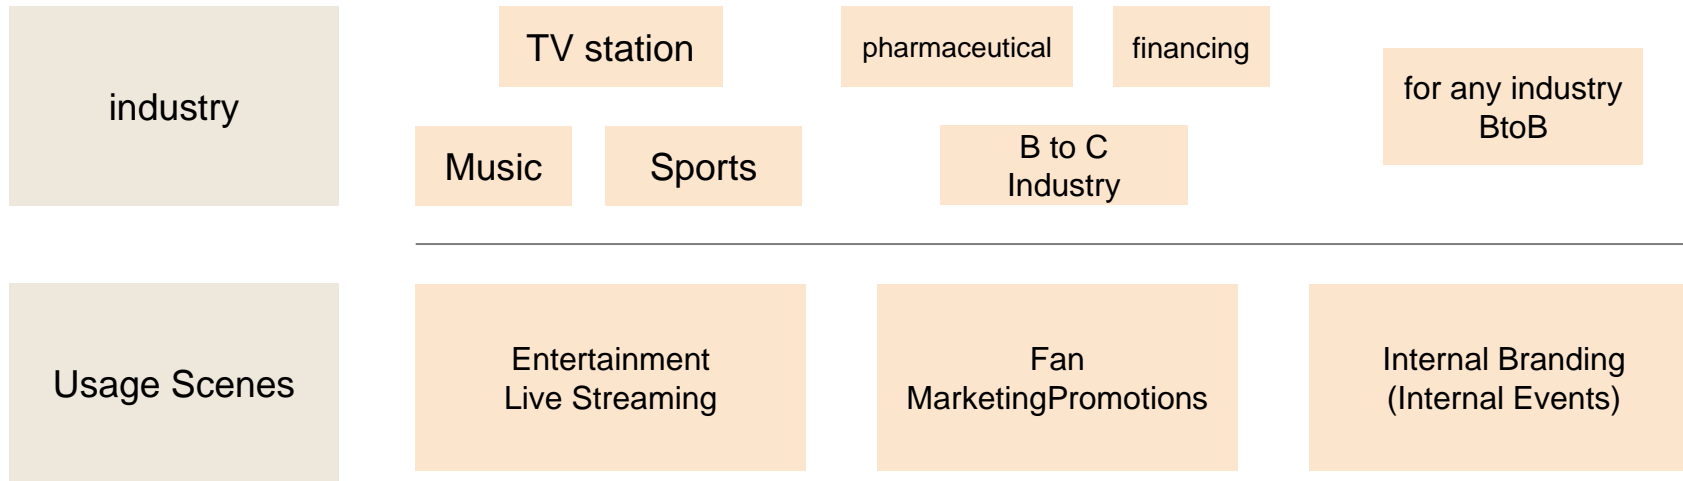 industry
TV station
pharmaceutical
financing
for any industry
BtoB
Music
Sports
B to C
Industry
Usage Scenes
Entertainment
Live Streaming
Fan
MarketingPromotions
Internal Branding
(Internal Events)